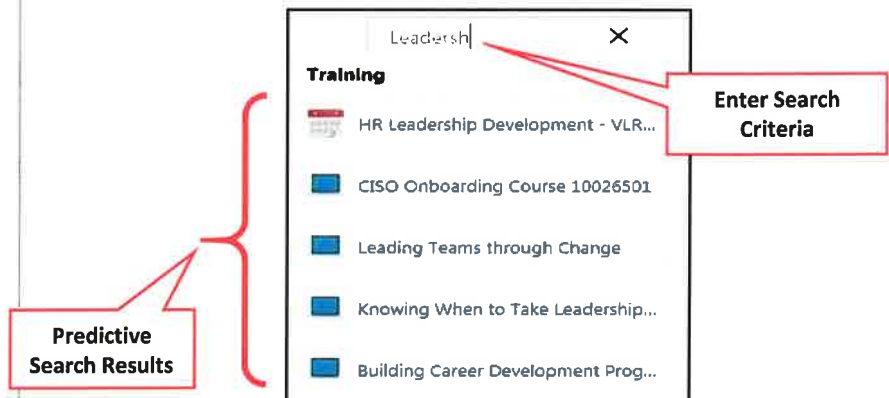 Leadersh
Training
HR Leadership Development - VLR...
CISO Onboarding Course 10026501
Leading Teams through Change
Knowing When to Take Leadership...
Building Career Development Prog...
Enter Search
Criteria
Predictive
Search Results